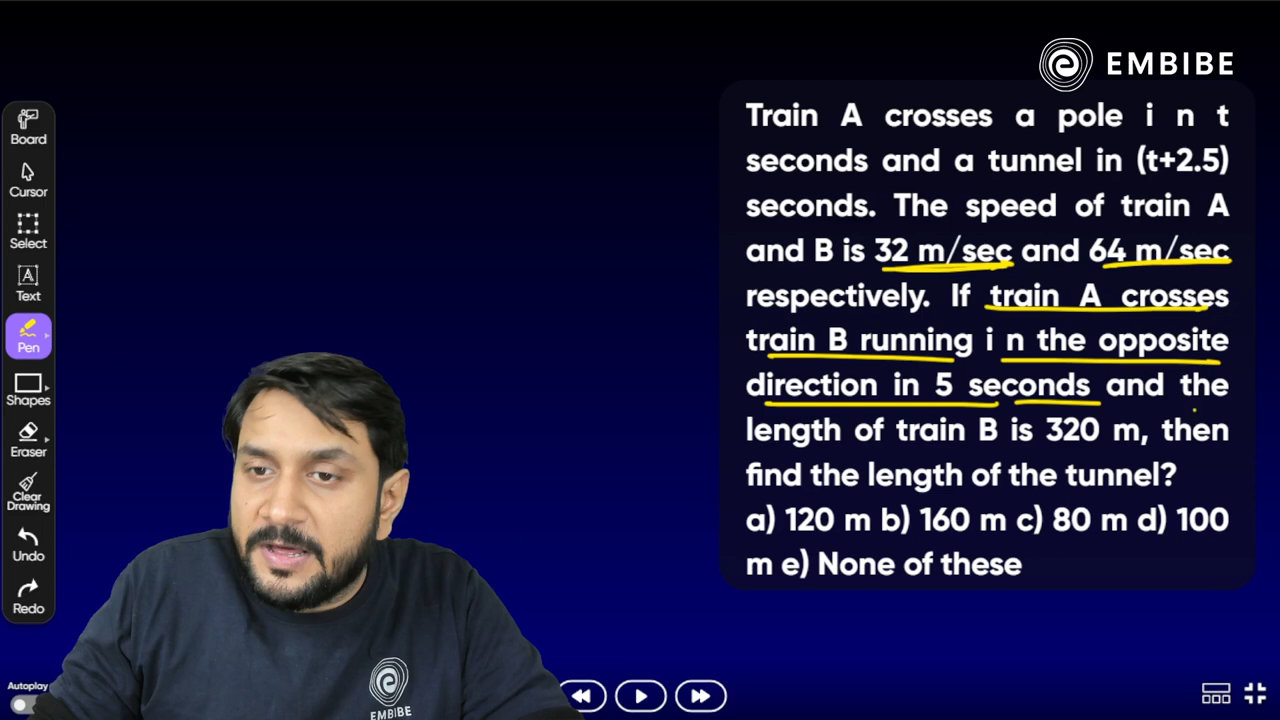 EMBIBE
Board
Cursor
Select
A
Text
Pen
Shapes
Eraser
Clear
Drawing
Undo
Redo
Autoplay
Train A crosses a pole i n t
seconds and a tunnel in (t+2.5)
seconds. The speed of train A
and B is 32 m/sec and 64 m/sec
respectively. If train A crosses
train B running i n the opposite
direction in 5 seconds and the
length of train B is 320 m, then
find the length of the tunnel?
a) 120 m b) 160 m c) 80 m d) 100
m e) None of these
EMBIBE